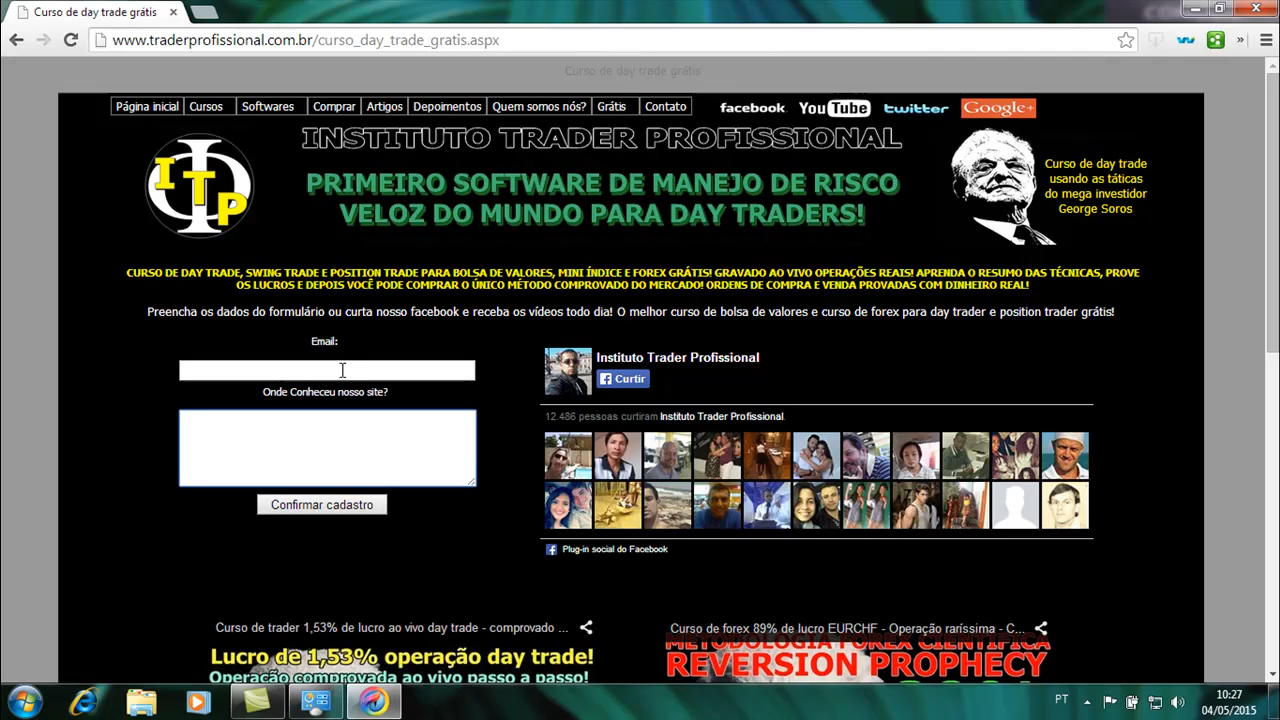 Curso de day trade grátis
www.traderprofissional.com.br/curso_day_trade_gratis.aspx
Curso de day trade grátis
Página inicial Cursos Softwares Comprar Artigos Depoimentos Quem somos nós? Grátis Contato facebook. YouTube twitter Google+
INSTITUTO TRADER PROFISSIONAL
ITP
PRIMEIRO SOFTWARE DE MANEJO DE RISCO
VELOZ DO MUNDO PARA DAY TRADERS!
Curso de day trade
usando as táticas
do mega investidor
George Soros
CURSO DE DAY TRADE, SWING TRADE E POSITION TRADE PARA BOLSA DE VALORES, MINI ÍNDICE E FOREX GRÁTIS! GRAVADO AO VIVO OPERAÇÕES REAIS! APRENDA O RESUMO DAS TÉCNICAS, PROVE
OS LUCROS E DEPOIS VOCÊ PODE COMPRAR O ÚNICO MÉTODO COMPROVADO DO MERCADO! ORDENS DE COMPRA E VENDA PROVADAS COM DINHEIRO REAL!
Preencha os dados do formulário ou curta nosso facebook e receba os vídeos todo dia! O melhor curso de bolsa de valores e curso de forex para day trader e position trader grátis!
Email:
Onde Conheceu nosso site?
Confirmar cadastro
Instituto Trader Profissional
Curtir
12.486 pessoas curtiram Instituto Trader Profissional.
Plug-in social do Facebook
Curso de trader 1,53% de lucro ao vivo day trade - comprovado ...
Lucro de 1,53% operação day trade!
Operação comprovada ao vivo passo a passo!
Curso de forex 89% de lucro EURCHF - Operação raríssima - C...
METODOLOGIA FOREX CIENTIFICA
REVERSION PROPHECY
PT
10:27
04/05/2015